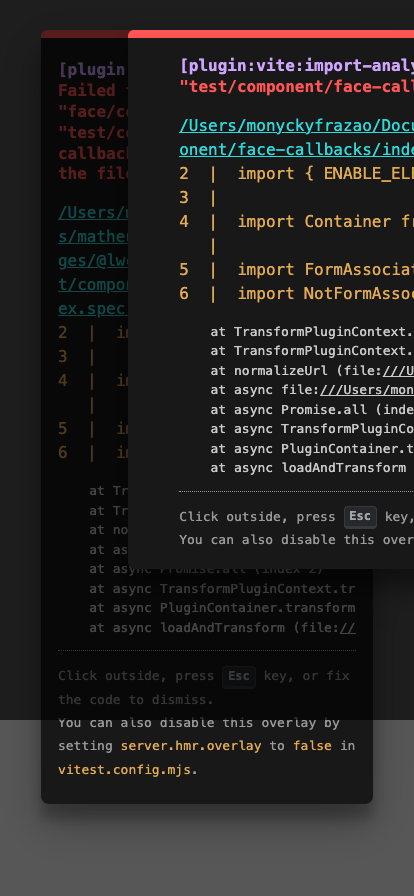 [plugin:vite:import-analy
"test/component/face-call
/Users/monyckyfrazao/Docu
onent/face-callbacks/inde
2 | import { ENABLE_ELE
3 |
4 | import Container fr
|
5 | import FormAssociat
6 | import NotFormAssoc
at TransformPluginContext.
at TransformPluginContext.
at normalizeUrl (file:///U
at async file:///Users/mon
at async Promise.all (inde
at async TransformPluginCo
at async PluginContainer.t
at async loadAndTransform
Click outside, press Esc key,
You can also disable this over
[plugin
Failed
"face/c
"test/c
callbac
the fil
/Users/
s/matheu
ges/@lw
t/compo
ex.spec
2 | im
3 |
4 | im
|
5 | im
6 | im
at Tr
at Tr
at no
at as
at async Promise.all (index 2)
at async TransformPluginContext.tr
at async PluginContainer.transform
at async loadAndTransform (file://
Click outside, press Esc key, or fix
the code to dismiss.
You can also disable this overlay by
setting server.hmr.overlay to false in
vitest.config.mjs.